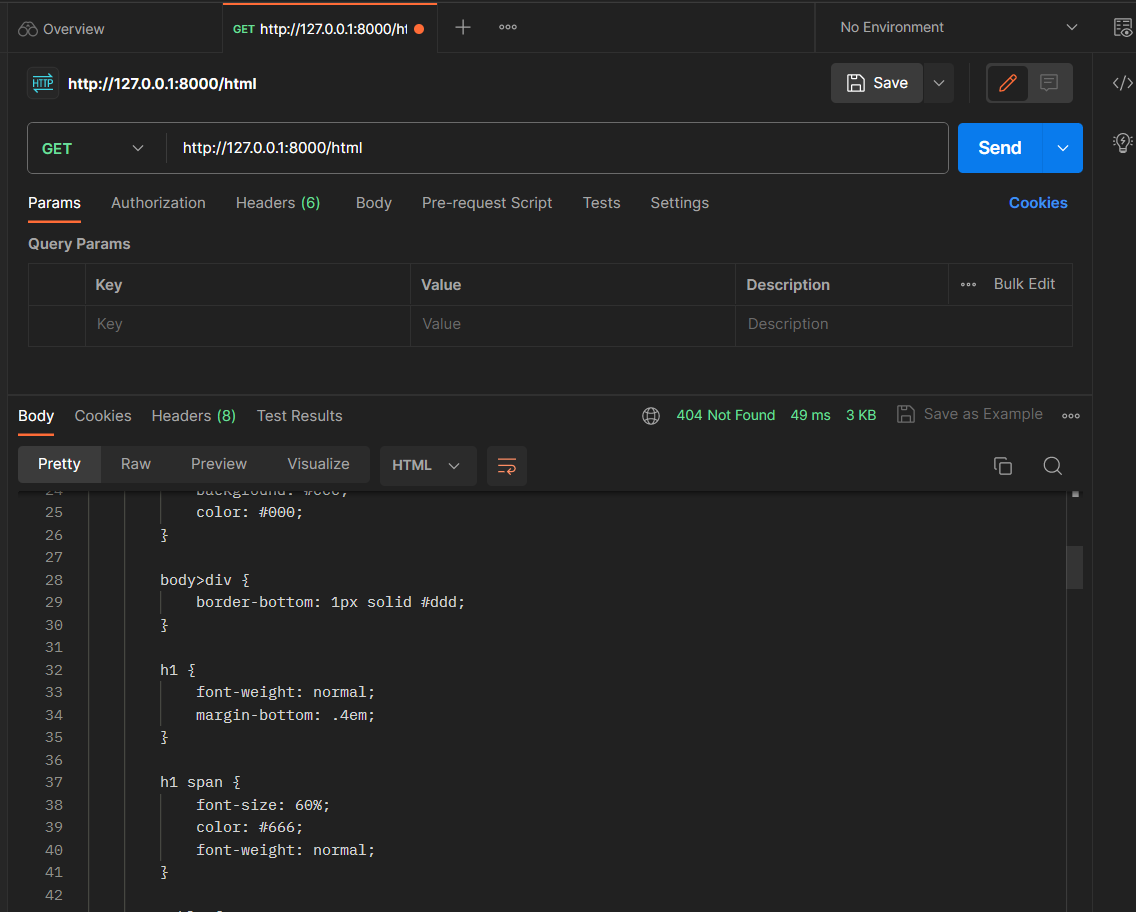 Overview
GET http://127.0.0.1:8000/ht
No Environment
HTTP http://127.0.0.1:8000/html
Save
GET http://127.0.0.1:8000/html
Send
Params Authorization Headers (6) Body Pre-request Script Tests Settings Cookies
Query Params
Key Value Description Bulk Edit
Key Value Description
Body Cookies Headers (8) Test Results 404 Not Found 49 ms 3 KB Save as Example
Pretty Raw Preview Visualize HTML
24 background: #eee;
25 color: #000;
26 }
27
28 body>div {
29 border-bottom: 1px solid #ddd;
30 }
31
32 h1 {
33 font-weight: normal;
34 margin-bottom: .4em;
35 }
36
37 h1 span {
38 font-size: 60%;
39 color: #666;
40 font-weight: normal;
41 }
42